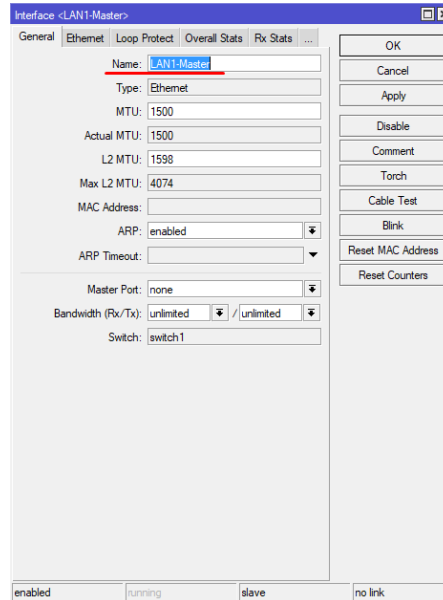 Interface <LAN1-Master>
General Ethernet Loop Protect Overall Stats Rx Stats ...
OK
Name: LAN1-Master
Cancel
Type: Ethernet
Apply
MTU: 1500
Disable
Actual MTU: 1500
Comment
L2 MTU: 1598
Torch
Max L2 MTU: 4074
Cable Test
MAC Address:
Blink
ARP: enabled
Reset MAC Address
ARP Timeout:
Reset Counters
Master Port: none
Bandwidth (Rx/Tx): unlimited / unlimited
Switch: switch1
enabled running slave no link